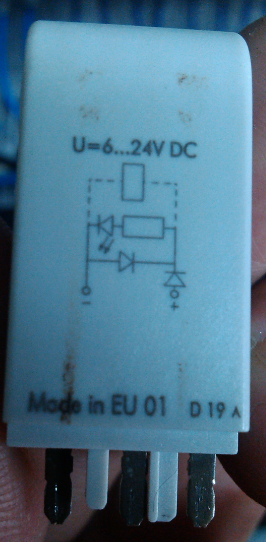 U=6...24V DC
- +
Made in EU 01 D 19 A